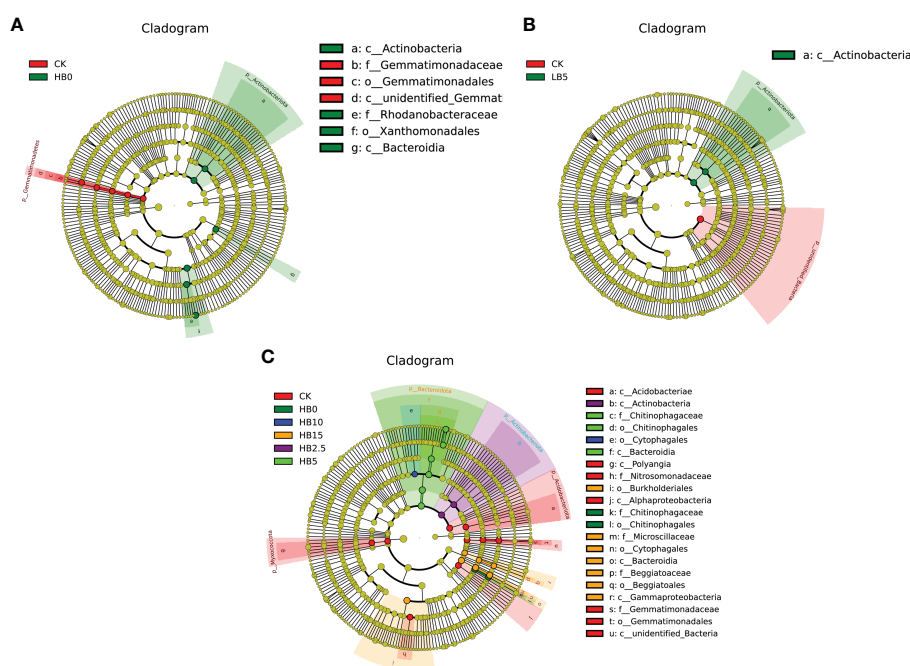 A
Cladogram
CK
HB0
a: c__Actinobacteria
b: f__Gemmatimonadaceae
c: o__Gemmatimonadales
d: c__unidentified_Gemmat
e: f__Rhodanobacteraceae
f: o__Xanthomonadales
g: c__Bacteroidia
p__Actinobacteriota
a
p__Gemmatimonadetes
B
Cladogram
CK
LB5
a: c__Actinobacteria
p__Actinobacteriota
a
p__unidentified_Bacteria
C
Cladogram
CK
HB0
HB10
HB15
HB2.5
HB5
p__Bacteroidota
e
p__Actinobacteriota
p__Acidobacteriota
a
p__Myxococcota
a: c__Acidobacteriae
b: c__Actinobacteria
c: f__Chitinophagaceae
d: o__Chitinophagales
e: o__Cytophagales
f: c__Bacteroidia
g: c__Polyangia
h: f__Nitrosomonadaceae
i: o__Burkholderiales
j: c__Alphaproteobacteria
k: f__Chitinophagaceae
l: o__Chitinophagales
m: f__Microscillaceae
n: o__Cytophagales
o: c__Bacteroidia
p: f__Beggiatoaceae
q: o__Beggiatoales
r: c__Gammaproteobacteria
s: f__Gemmatimonadaceae
t: o__Gemmatimonadales
u: c__unidentified_Bacteria